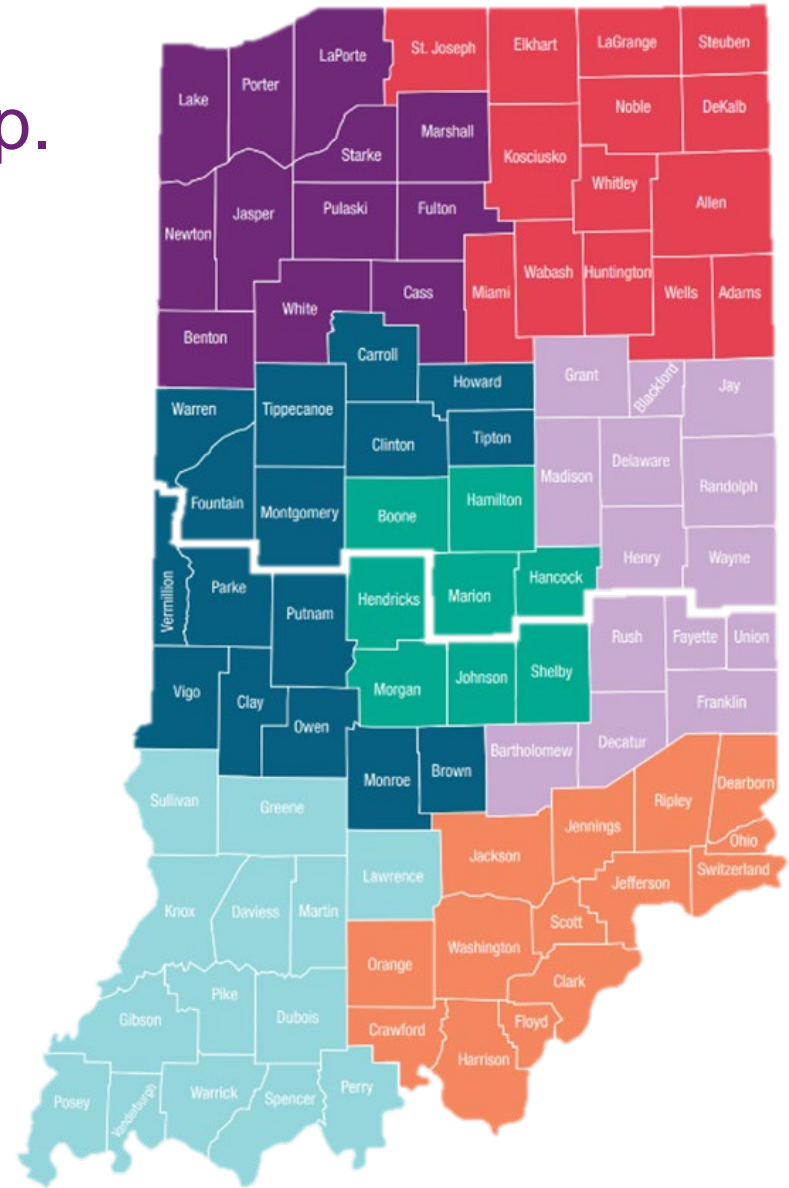 p.
Lake
Porter
LaPorte
St. Joseph
Elkhart
LaGrange
Steuben
Noble
DeKalb
Starke
Marshall
Kosciusko
Whitley
Allen
Newton
Jasper
Pulaski
Fulton
White
Cass
Miami
Wabash
Huntington
Wells
Adams
Benton
Carroll
Howard
Grant
Blackford
Jay
Warren
Tippecanoe
Clinton
Tipton
Madison
Delaware
Randolph
Fountain
Montgomery
Boone
Hamilton
Henry
Wayne
Vermillion
Parke
Putnam
Hendricks
Marion
Hancock
Rush
Fayette
Union
Vigo
Clay
Owen
Morgan
Johnson
Shelby
Franklin
Monroe
Brown
Bartholomew
Decatur
Sullivan
Greene
Jennings
Ripley
Dearborn
Ohio
Lawrence
Jackson
Jefferson
Switzerland
Knox
Daviess
Martin
Orange
Washington
Scott
Clark
Gibson
Pike
Dubois
Crawford
Harrison
Floyd
Posey
Vanderburgh
Warrick
Spencer
Perry